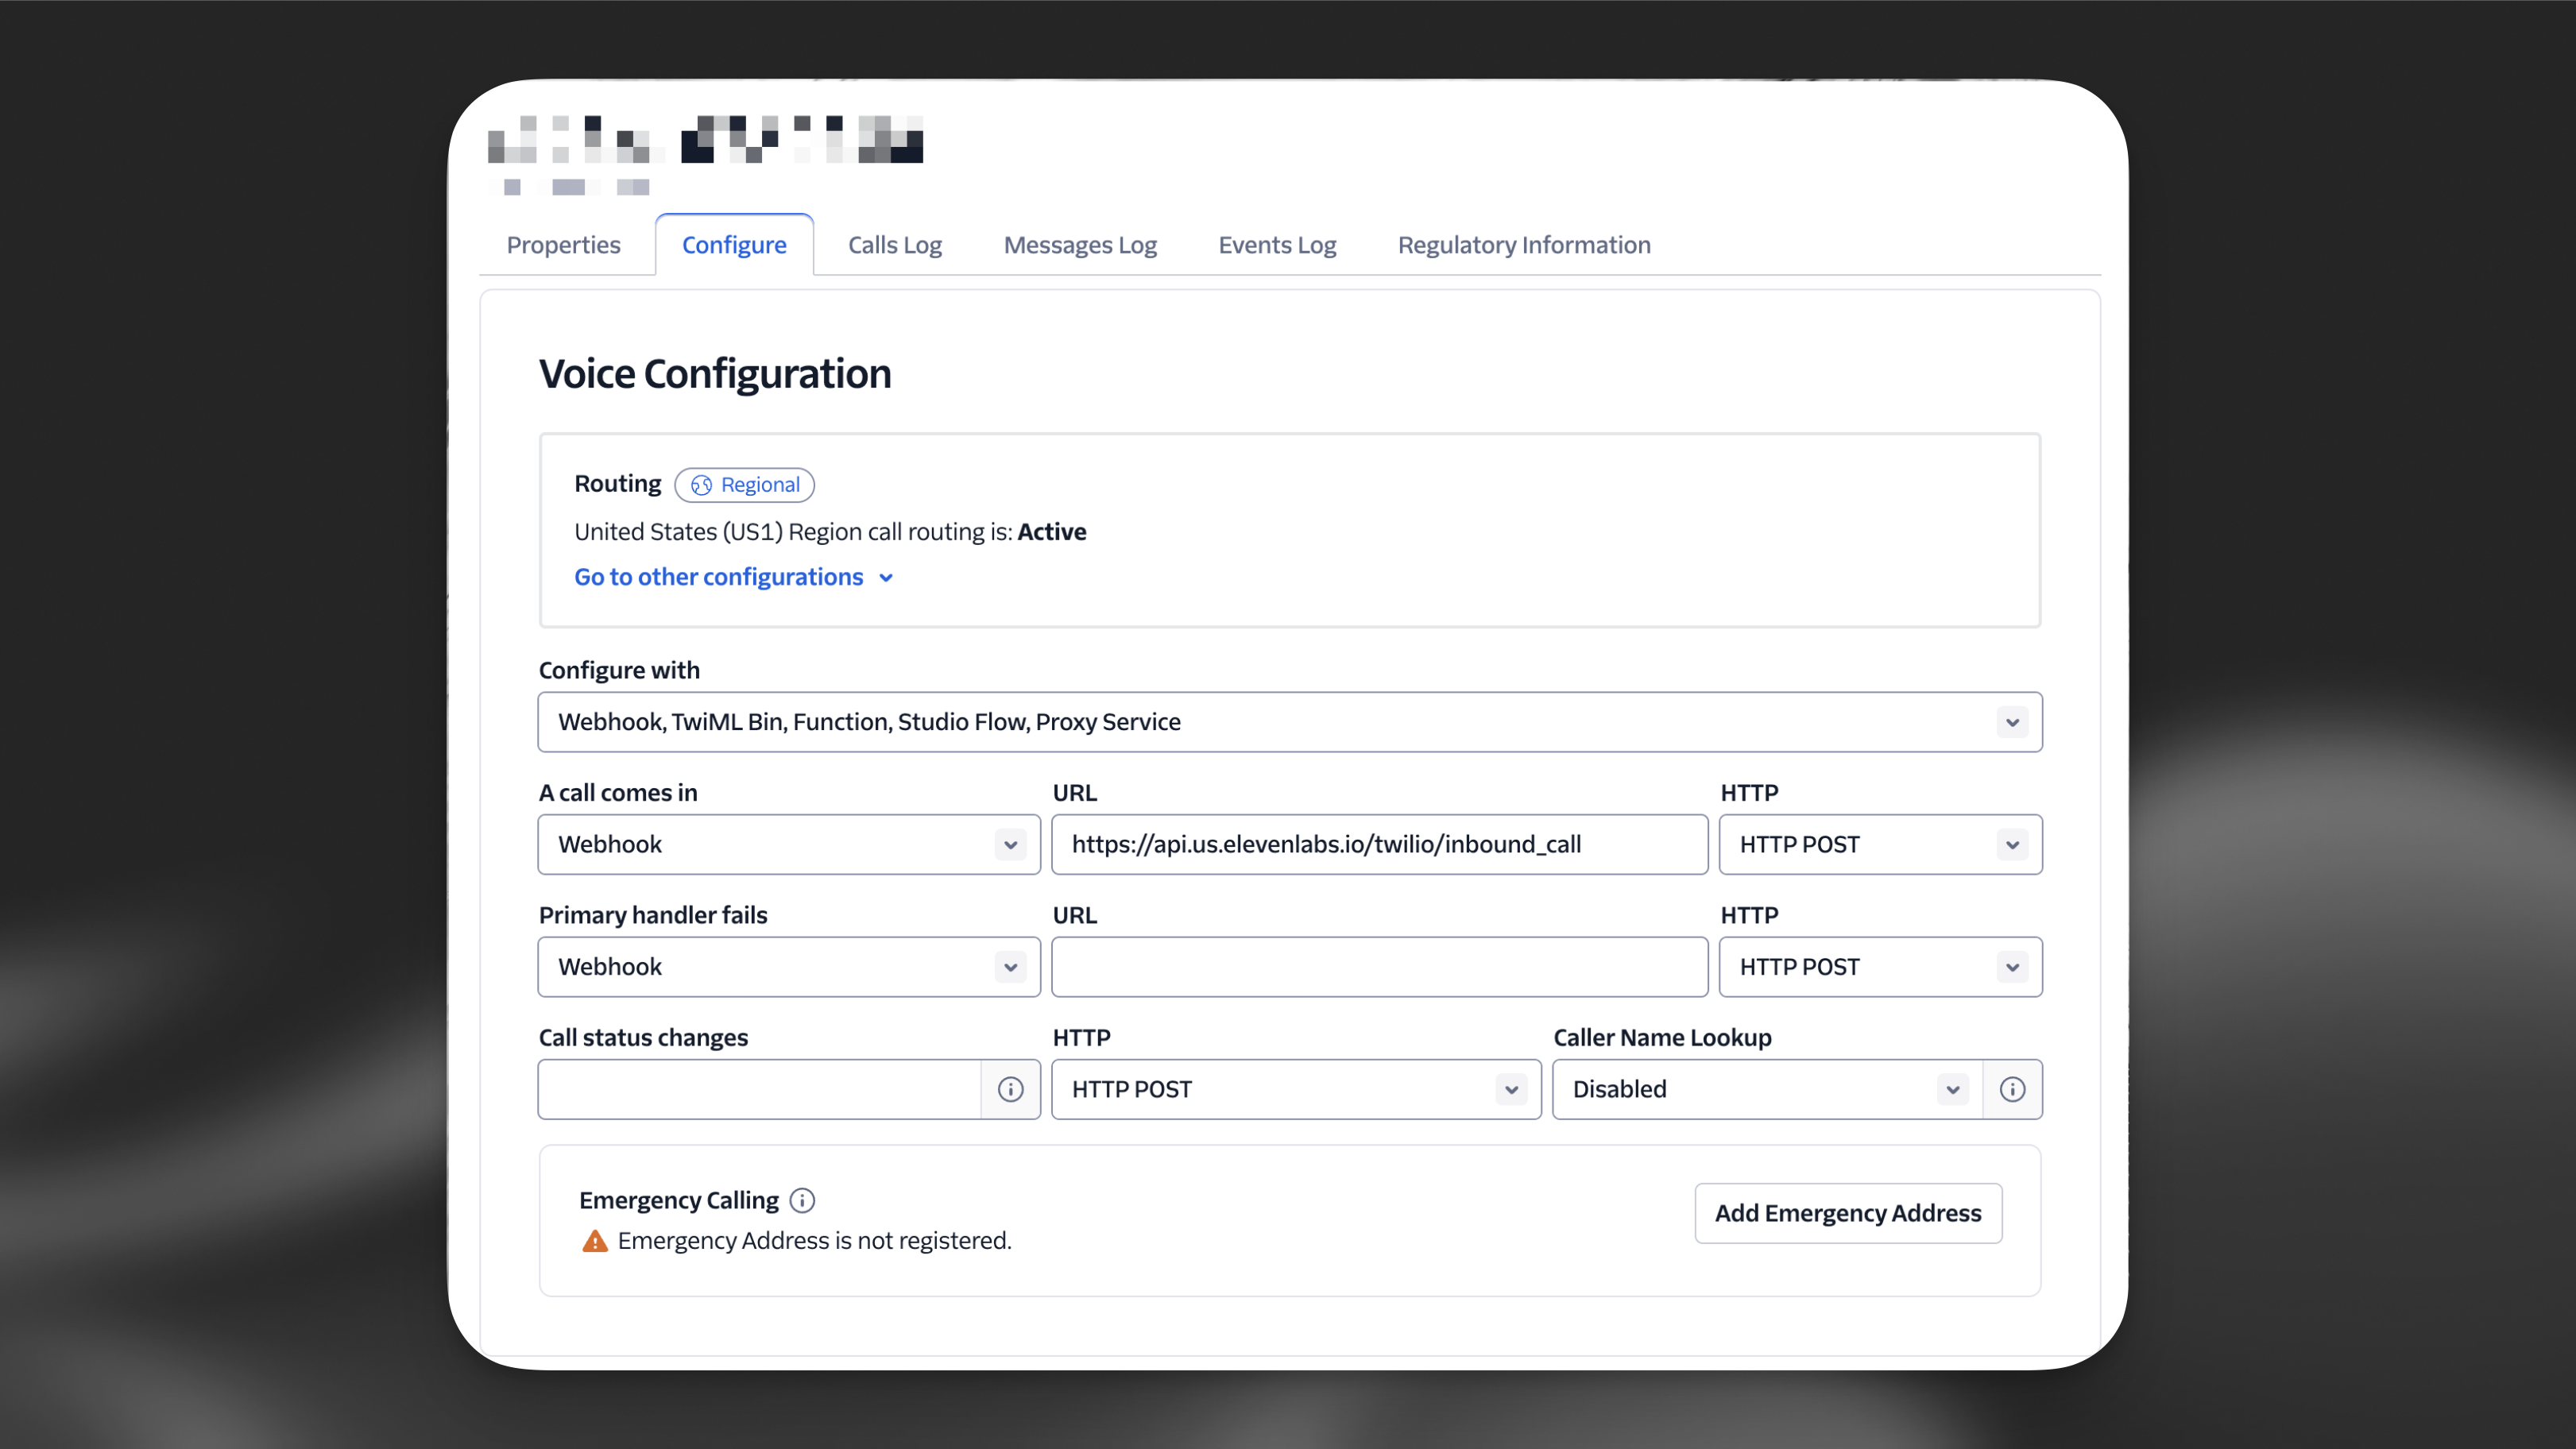 Properties Configure Calls Log Messages Log Events Log Regulatory Information
Voice Configuration
Routing Regional
United States (US1) Region call routing is: Active
Go to other configurations
Configure with
Webhook, TwiML Bin, Function, Studio Flow, Proxy Service
A call comes in URL HTTP
Webhook https://api.us.elevenlabs.io/twilio/inbound_call HTTP POST
Primary handler fails URL HTTP
Webhook HTTP POST
Call status changes HTTP Caller Name Lookup
HTTP POST Disabled
Emergency Calling
Emergency Address is not registered.
Add Emergency Address